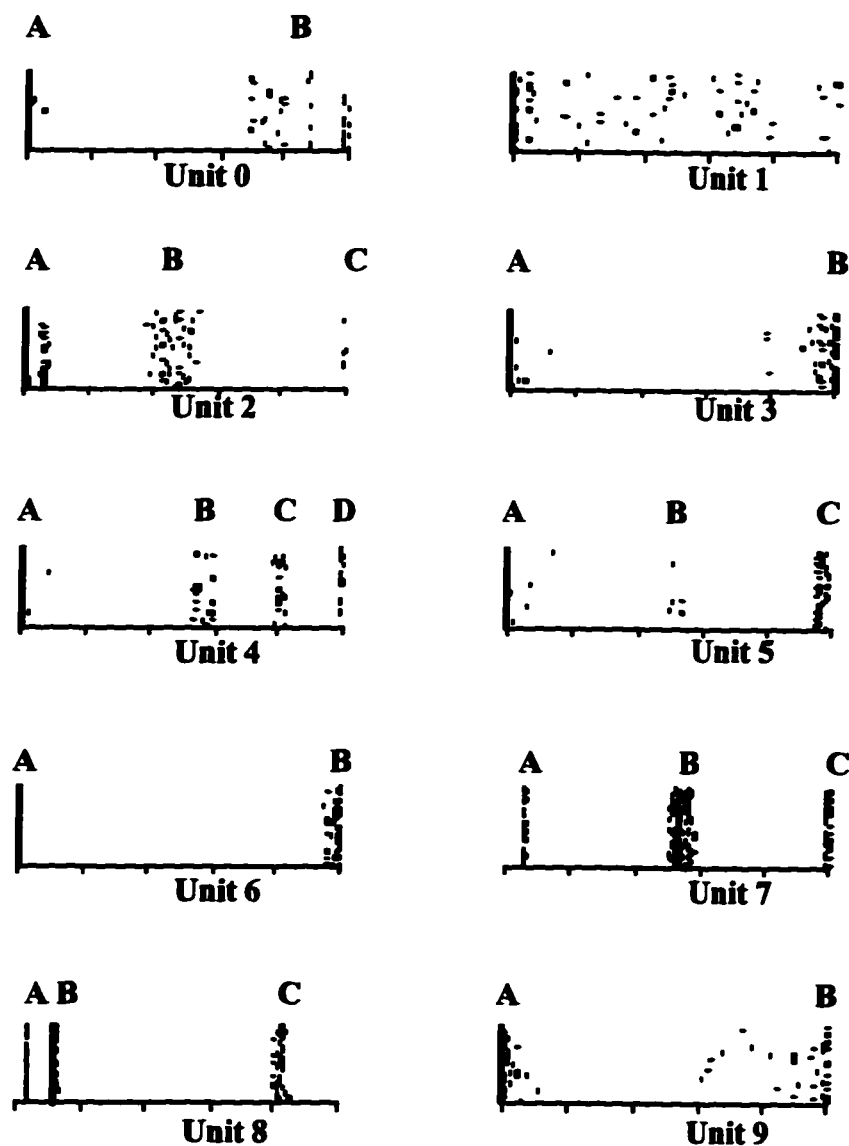 A B
Unit 0 Unit 1
A B C A B
Unit 2 Unit 3
A B C D A B C
Unit 4 Unit 5
A B A B C
Unit 6 Unit 7
A B C A B
Unit 8 Unit 9